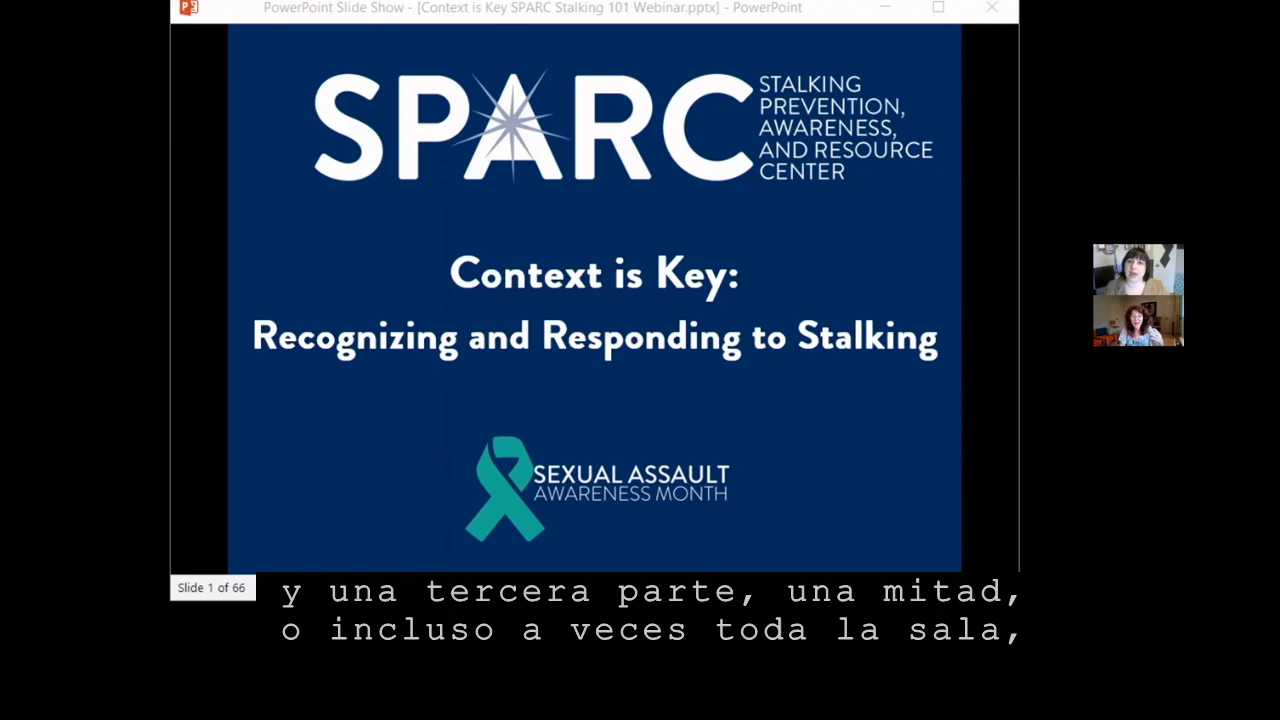 PowerPoint Slide Show - [Context is Key SPARC Stalking 101 Webinar.pptx] - PowerPoint
SPARC
STALKING
PREVENTION,
AWARENESS,
AND RESOURCE
CENTER
Context is Key:
Recognizing and Responding to Stalking
SEXUAL ASSAULT
AWARENESS MONTH
Slide 1 of 66
y una tercera parte, una mitad,
o incluso a veces toda la sala,